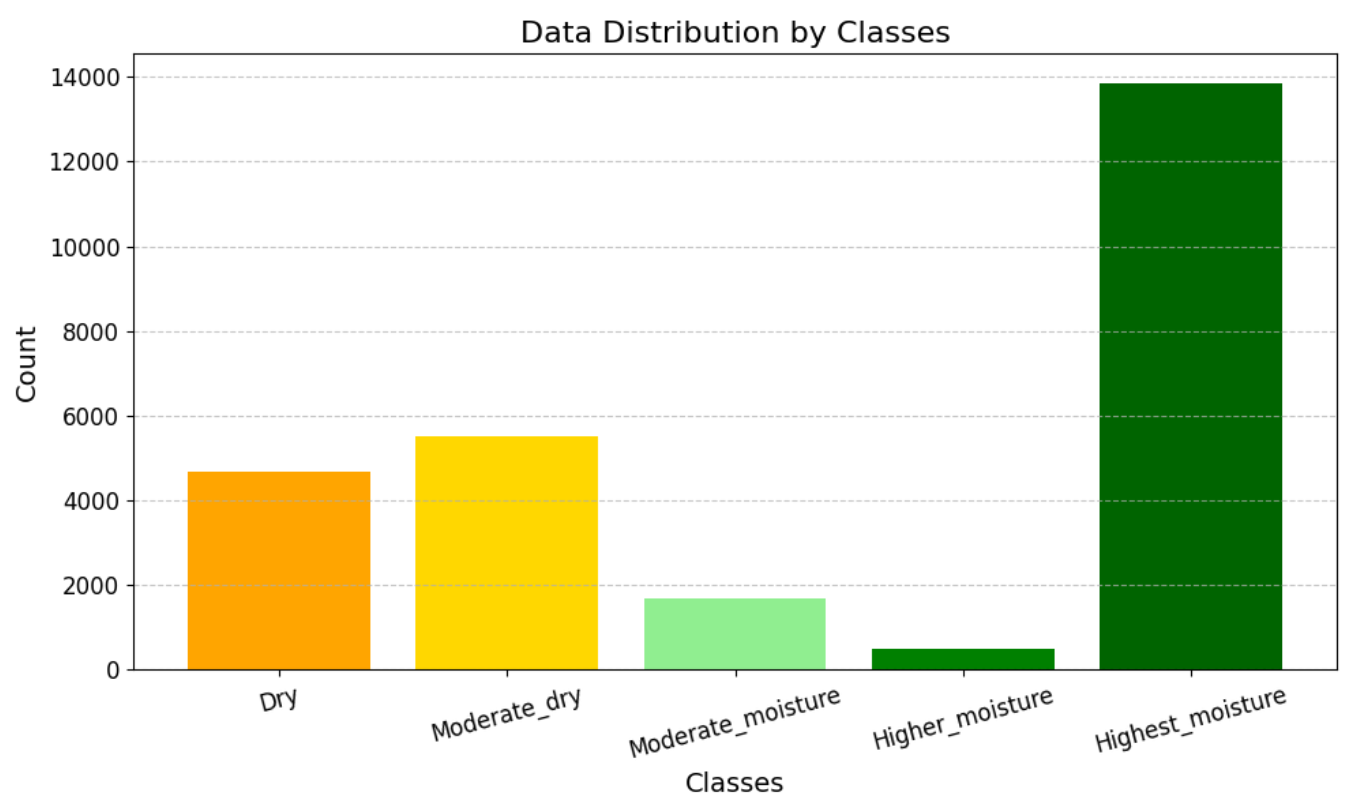 Data Distribution by Classes
14000
12000
10000
8000
6000
4000
2000
0
Count
Dry
Moderate_dry
Moderate_moisture
Higher_moisture
Highest_moisture
Classes